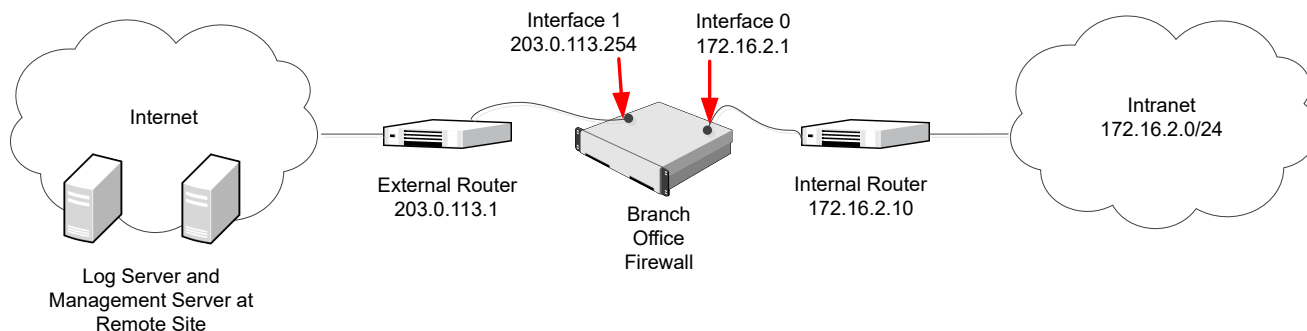 Interface 1
203.0.113.254
Interface 0
172.16.2.1
Internet
Intranet
172.16.2.0/24
External Router
203.0.113.1
Internal Router
172.16.2.10
Branch
Office
Firewall
Log Server and
Management Server at
Remote Site